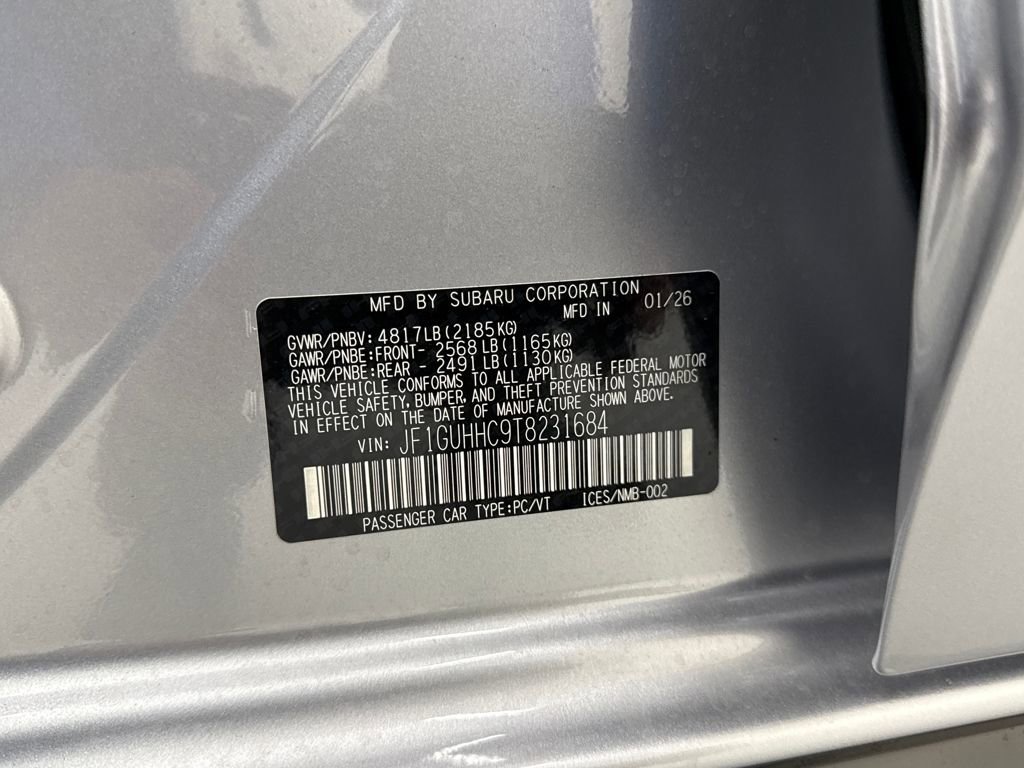 MFD BY SUBARU CORPORATION
MFD IN 01/26
GVWR/PNBV: 4817LB(2185KG)
GAWR/PNBE:FRONT- 2568LB(1165KG)
GAWR/PNBE:REAR - 2491LB(1130KG)
THIS VEHICLE CONFORMS TO ALL APPLICABLE FEDERAL MOTOR
VEHICLE SAFETY, BUMPER, AND THEFT PREVENTION STANDARDS
IN EFFECT ON THE DATE OF MANUFACTURE SHOWN ABOVE.
VIN: JF1GUHHC9T8231684
PASSENGER CAR TYPE:PC/VT ICES/NMB-002